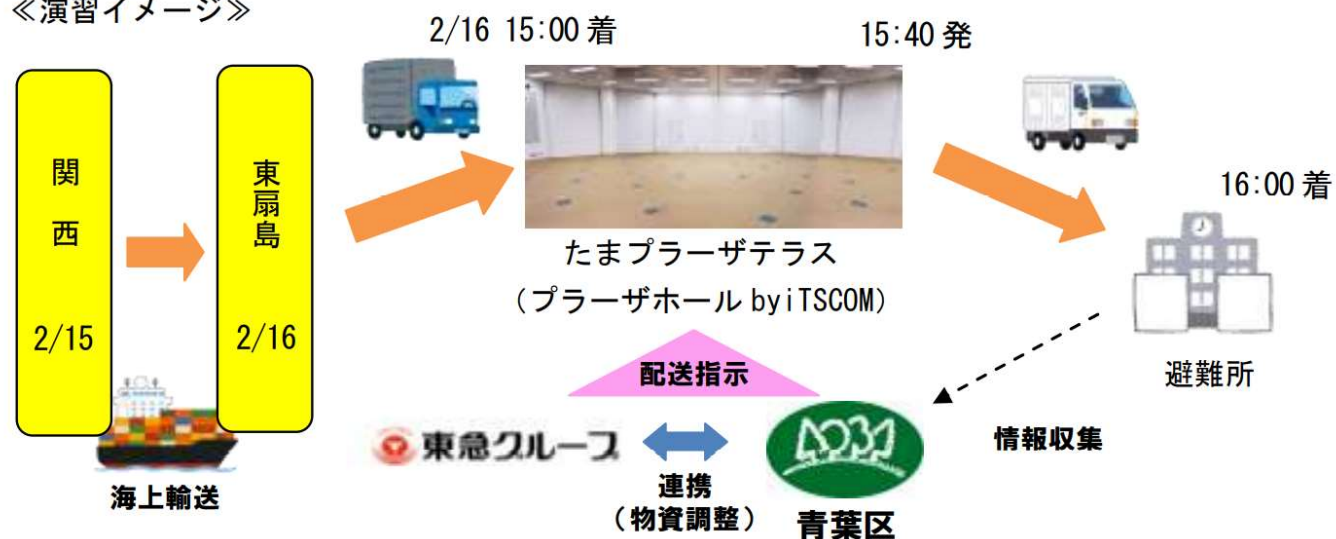 ≪演習イメージ≫
2/16 15:00 着
15:40 発
関西
2/15
東扇島
2/16
16:00 着
たまプラーザテラス
（プラーザホール byiTSCOM）
避難所
配送指示
東急グループ
AOBA
情報収集
海上輸送
連携
（物資調整）
青葉区